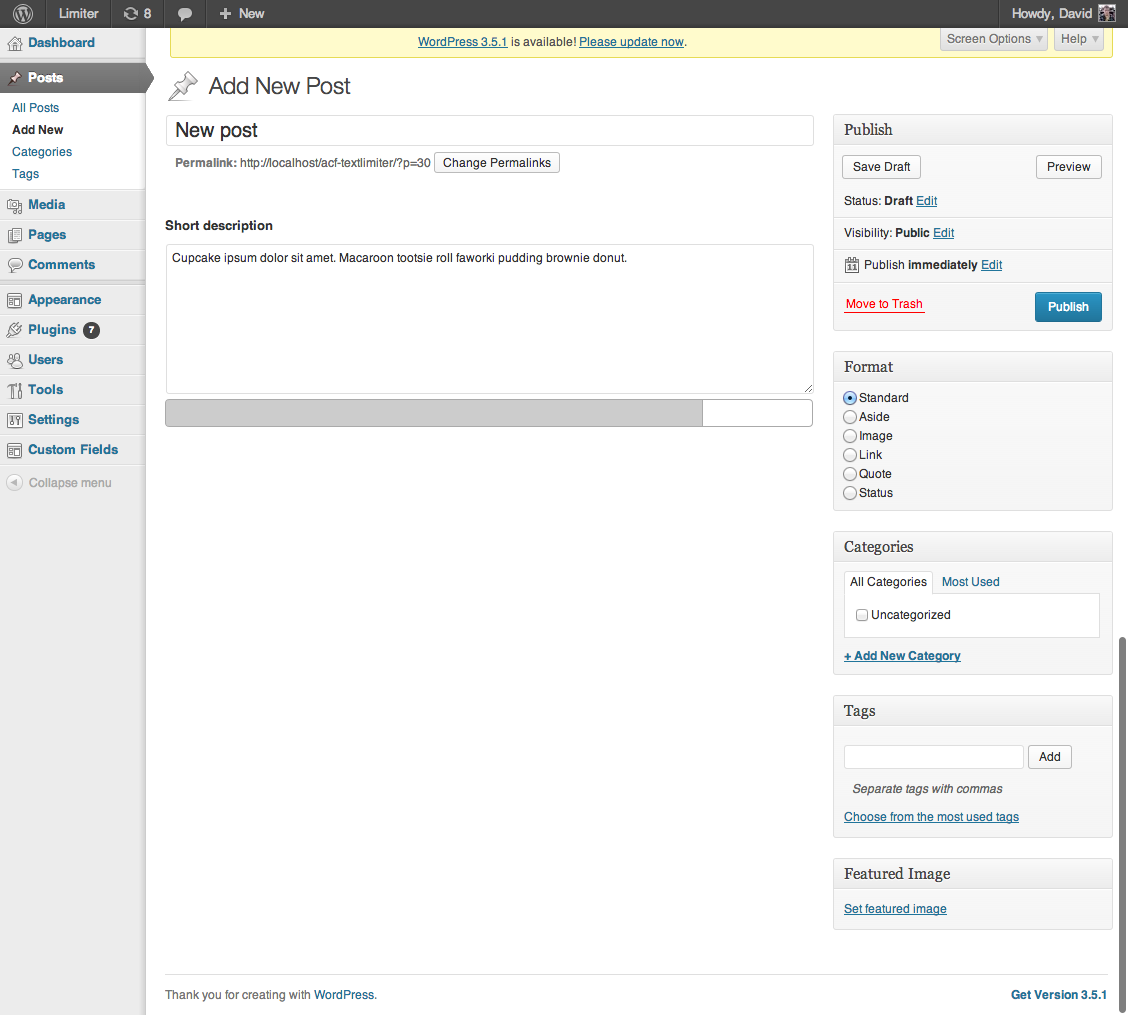 Limiter 8 New Howdy, David
WordPress 3.5.1 is available! Please update now.
Screen Options Help
Dashboard
Posts
All Posts
Add New
Categories
Tags
Media
Pages
Comments
Appearance
Plugins 7
Users
Tools
Settings
Custom Fields
Collapse menu
Add New Post
New post
Permalink: http://localhost/acf-textlimiter/?p=30 Change Permalinks
Short description
Cupcake ipsum dolor sit amet. Macaroon tootsie roll faworki pudding brownie donut.
Publish
Save Draft Preview
Status: Draft Edit
Visibility: Public Edit
11 Publish immediately Edit
Move to Trash Publish
Format
Standard
Aside
Image
Link
Quote
Status
Categories
All Categories Most Used
Uncategorized
+ Add New Category
Tags
Add
Separate tags with commas
Choose from the most used tags
Featured Image
Set featured image
Thank you for creating with WordPress. Get Version 3.5.1